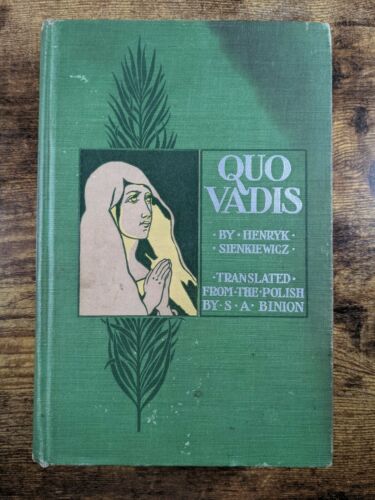 QUO
VADIS
· BY · HENRYK
SIENKIEWICZ ·
· TRANSLATED ·
FROM · THE · POLISH
BY · S · A · BINION